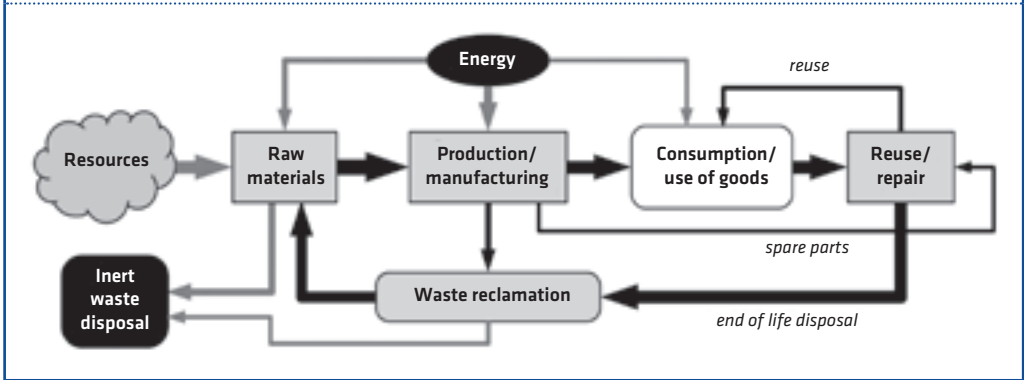 Energy
reuse
Resources
Raw
materials
Production/
manufacturing
Consumption/
use of goods
Reuse/
repair
spare parts
Inert
waste
disposal
Waste reclamation
end of life disposal